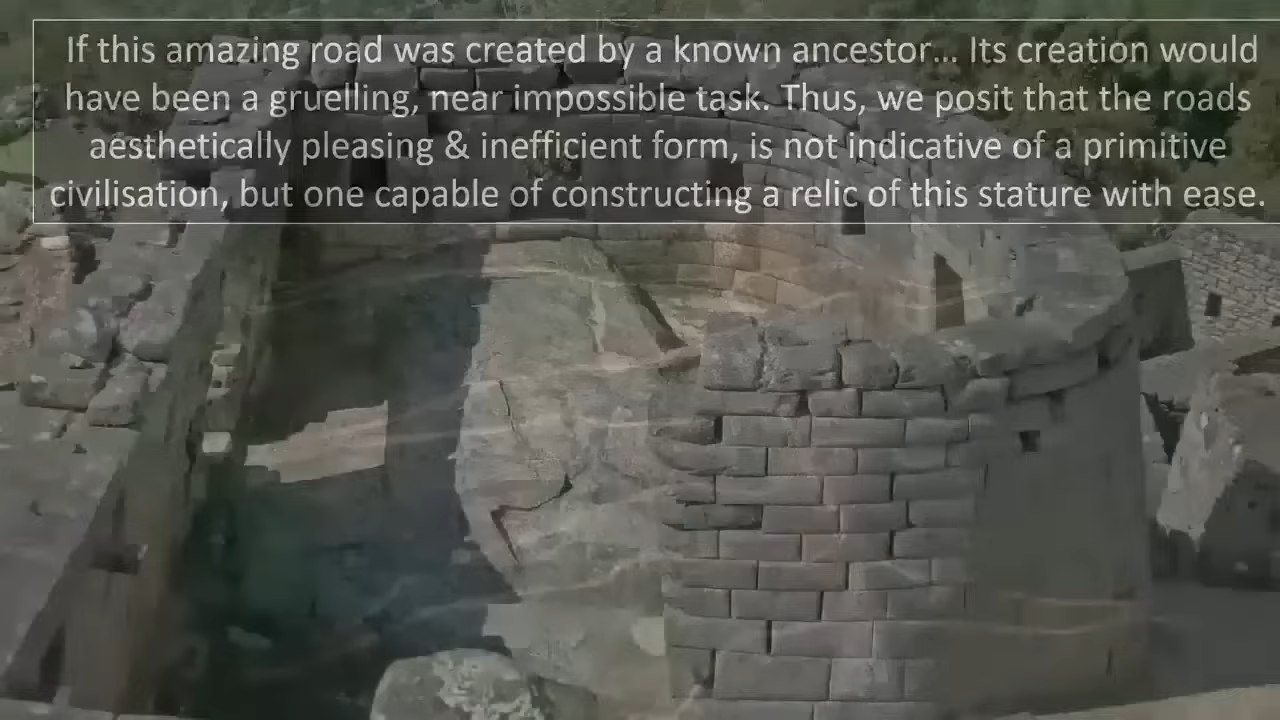 If this amazing road was created by a known ancestor... Its creation would
have been a gruelling, near impossible task. Thus, we posit that the roads
aesthetically pleasing & inefficient form, is not indicative of a primitive
civilisation, but one capable of constructing a relic of this stature with ease.